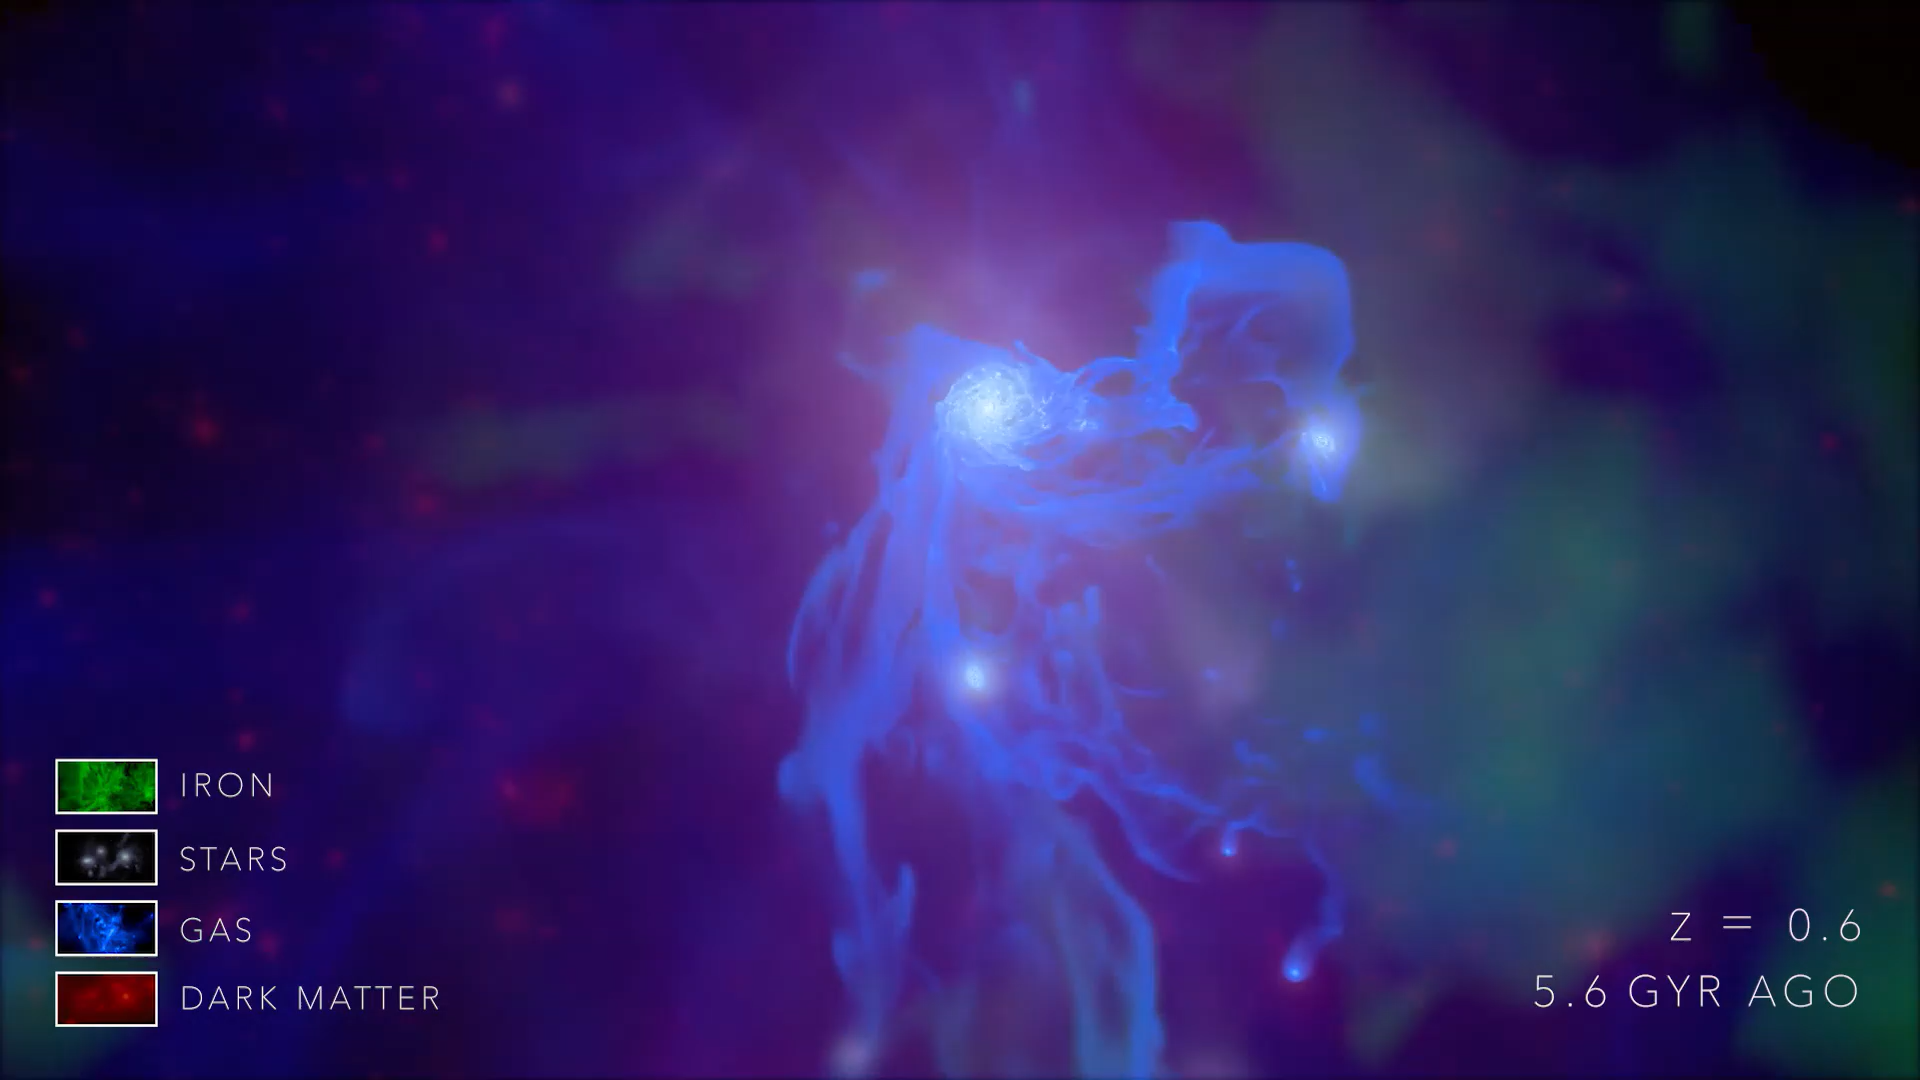 IRON
STARS
GAS
DARK MATTER
z = 0.6
5.6 GYR AGO